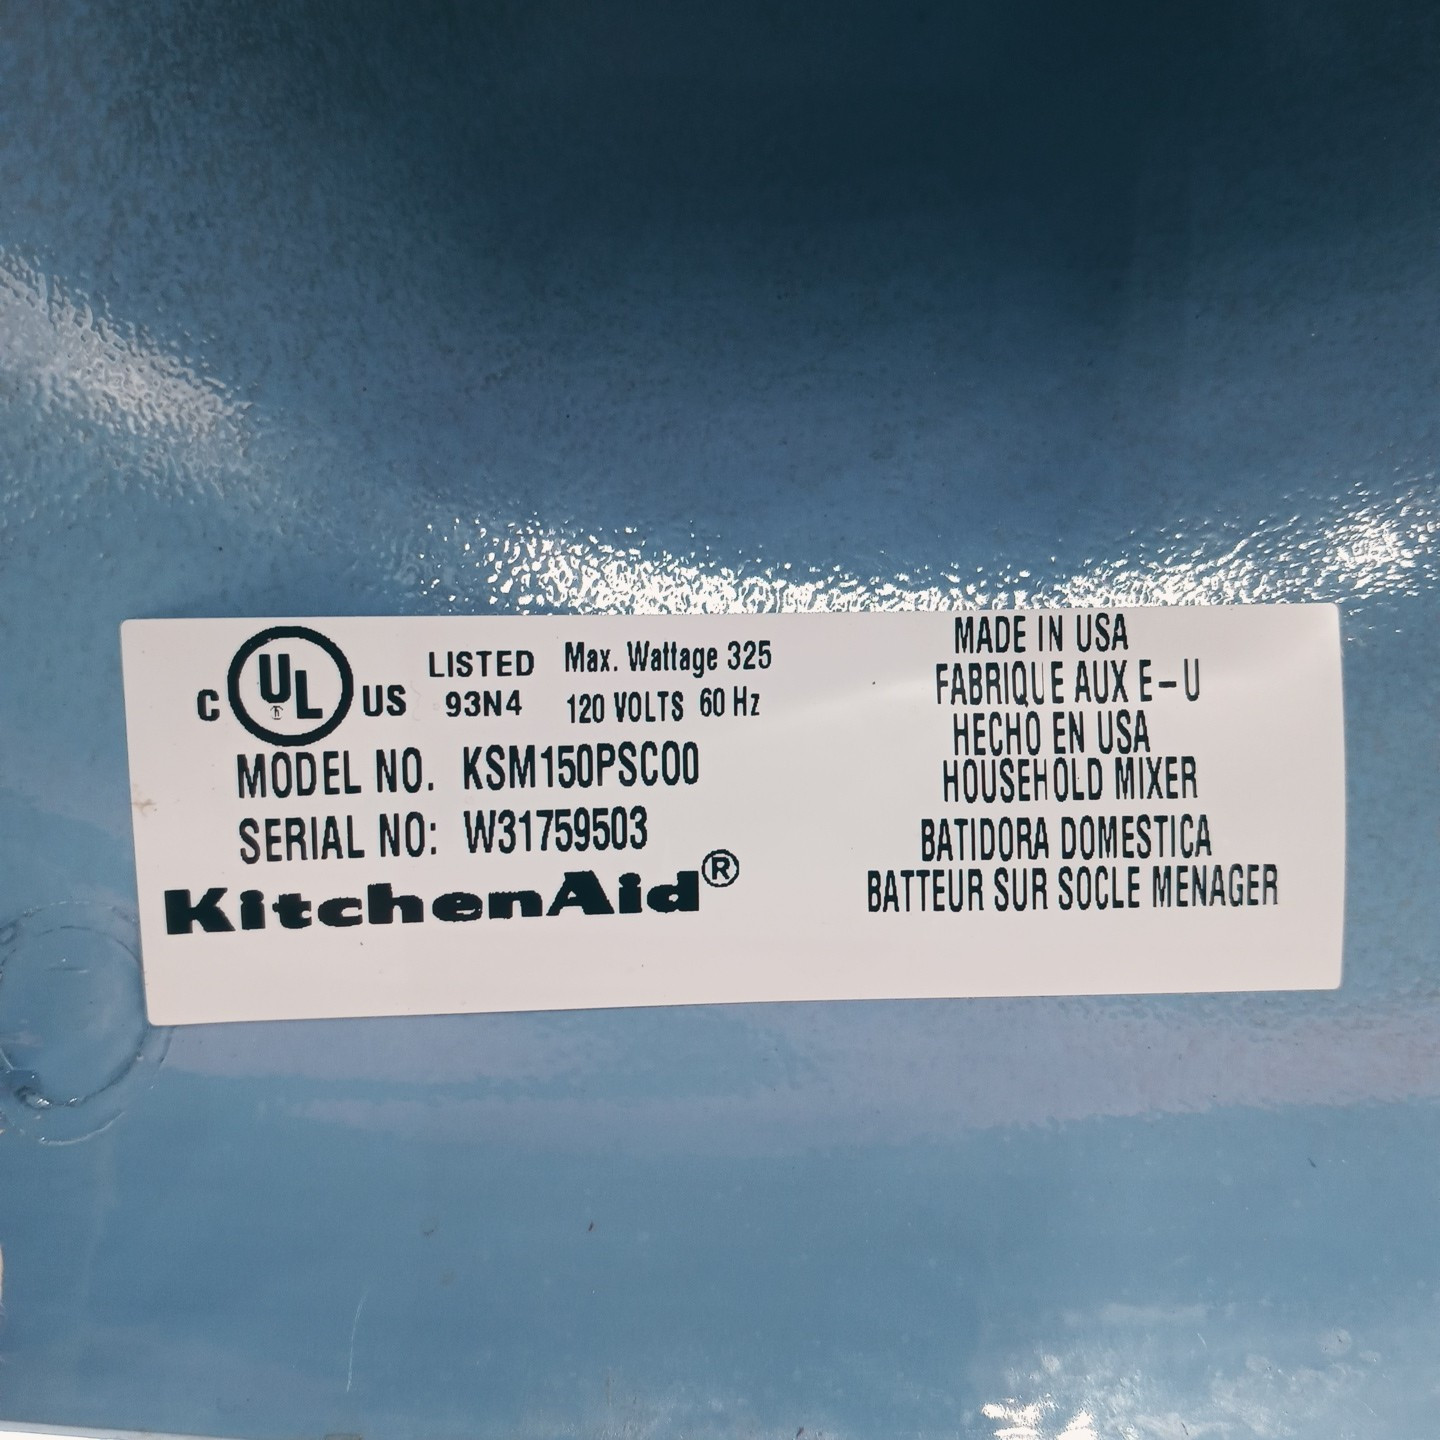 C UL US LISTED 93N4
Max. Wattage 325
120 VOLTS 60 Hz
MODEL NO. KSM150PSCO0
SERIAL NO: W31759503
KitchenAid®
MADE IN USA
FABRIQUE AUX E-U
HECHO EN USA
HOUSEHOLD MIXER
BATIDORA DOMESTICA
BATTEUR SUR SOCLE MENAGER